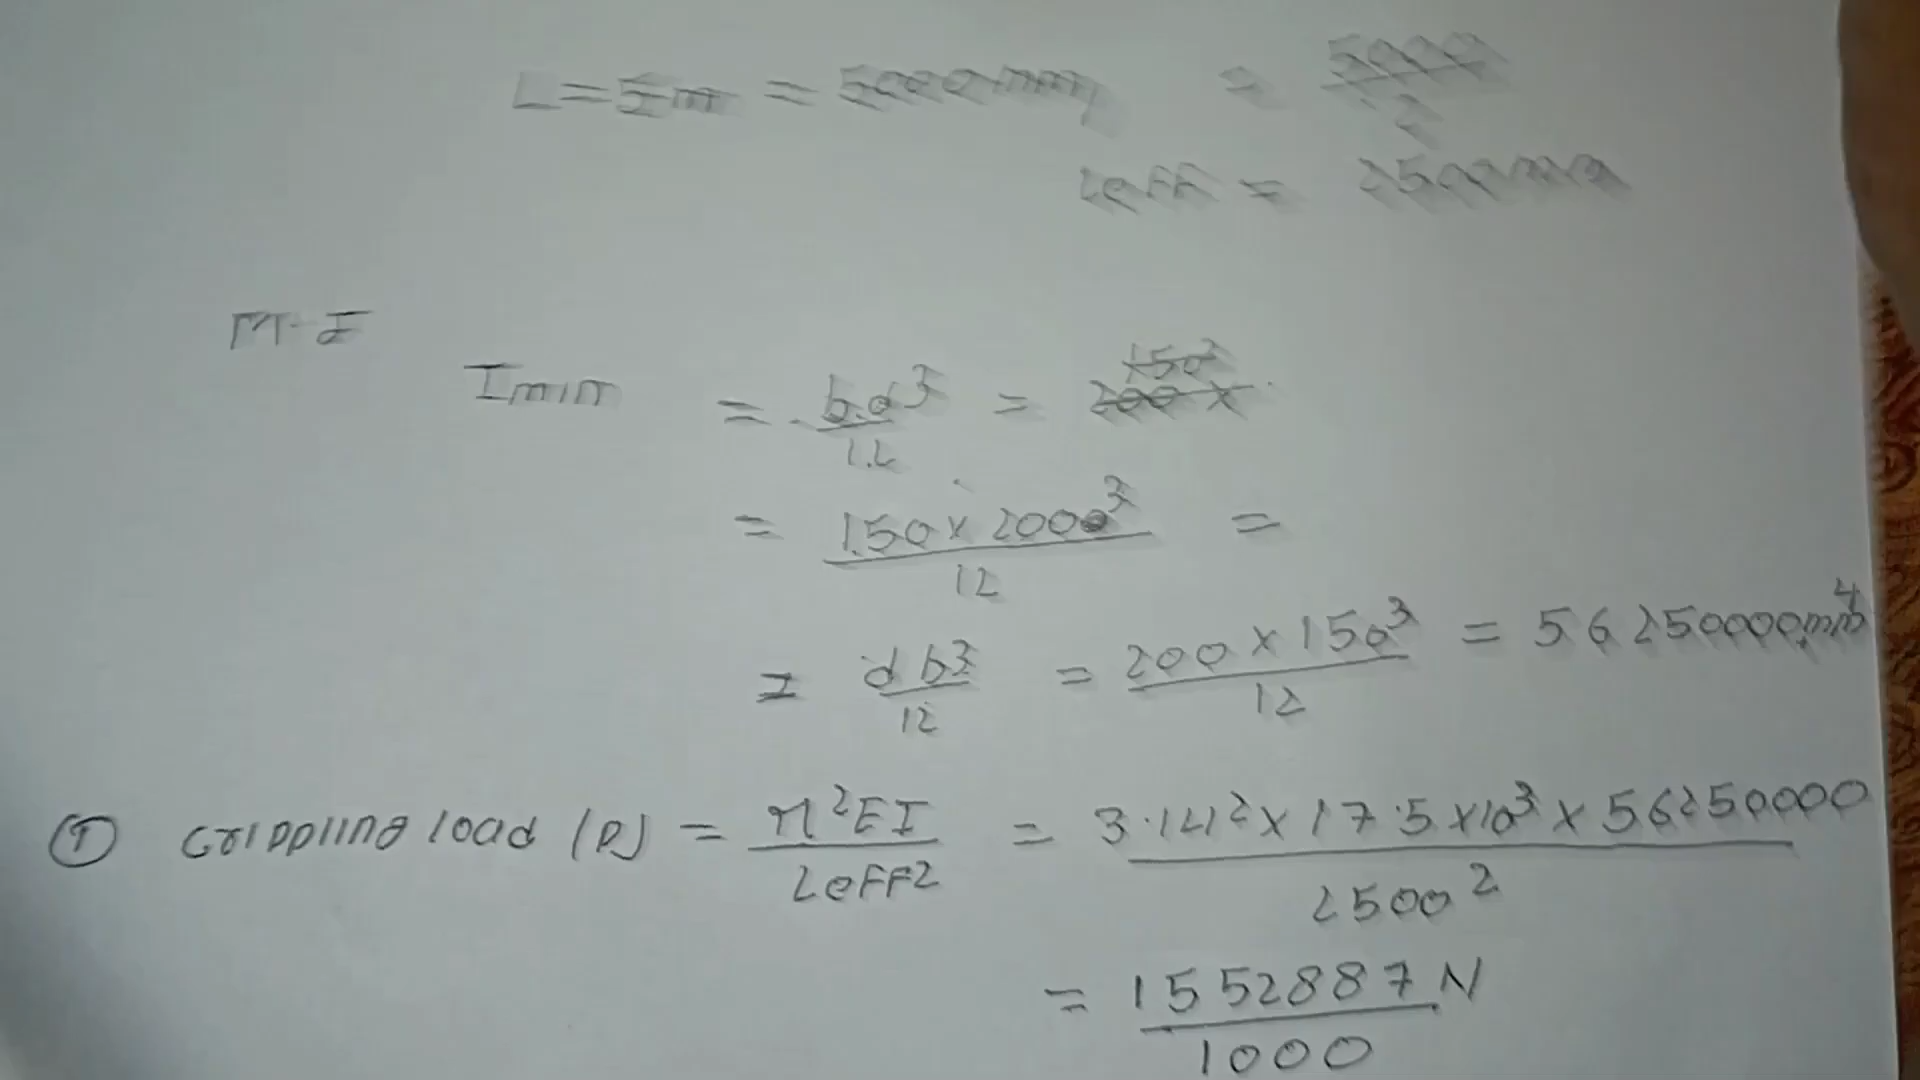 L = 5m = 5000mm = 5000/2
Leff = 2500mm
M-I
Imin = b.d³/12 = 150³ 200 x
= 150 x 2000³/12 =
= db³/12 = 200 x 150³/12 = 56250000mm⁴
① Crippling load (P) = π²EI/Leff² = 3.141² x 17.5 x 10³ x 56250000/2500²
= 1552887 N/1000